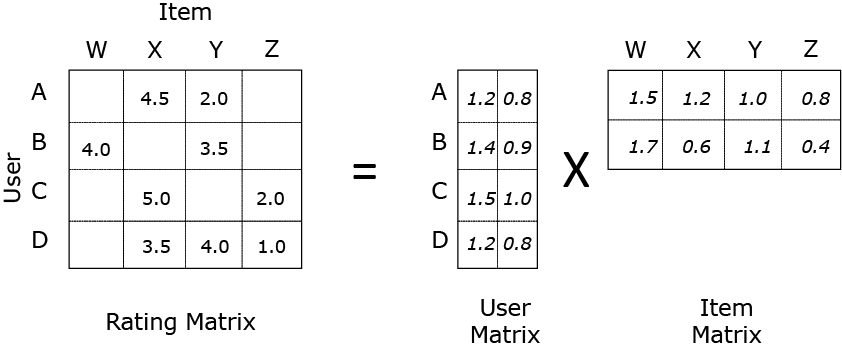 Item
W X Y Z
W X Y Z
A 4.5 2.0
A 1.2 0.8
1.5 1.2 1.0 0.8
B 4.0 3.5
B 1.4 0.9
1.7 0.6 1.1 0.4
User
= X
C 5.0 2.0
C 1.5 1.0
D 3.5 4.0 1.0
D 1.2 0.8
Rating Matrix
User
Matrix
Item
Matrix